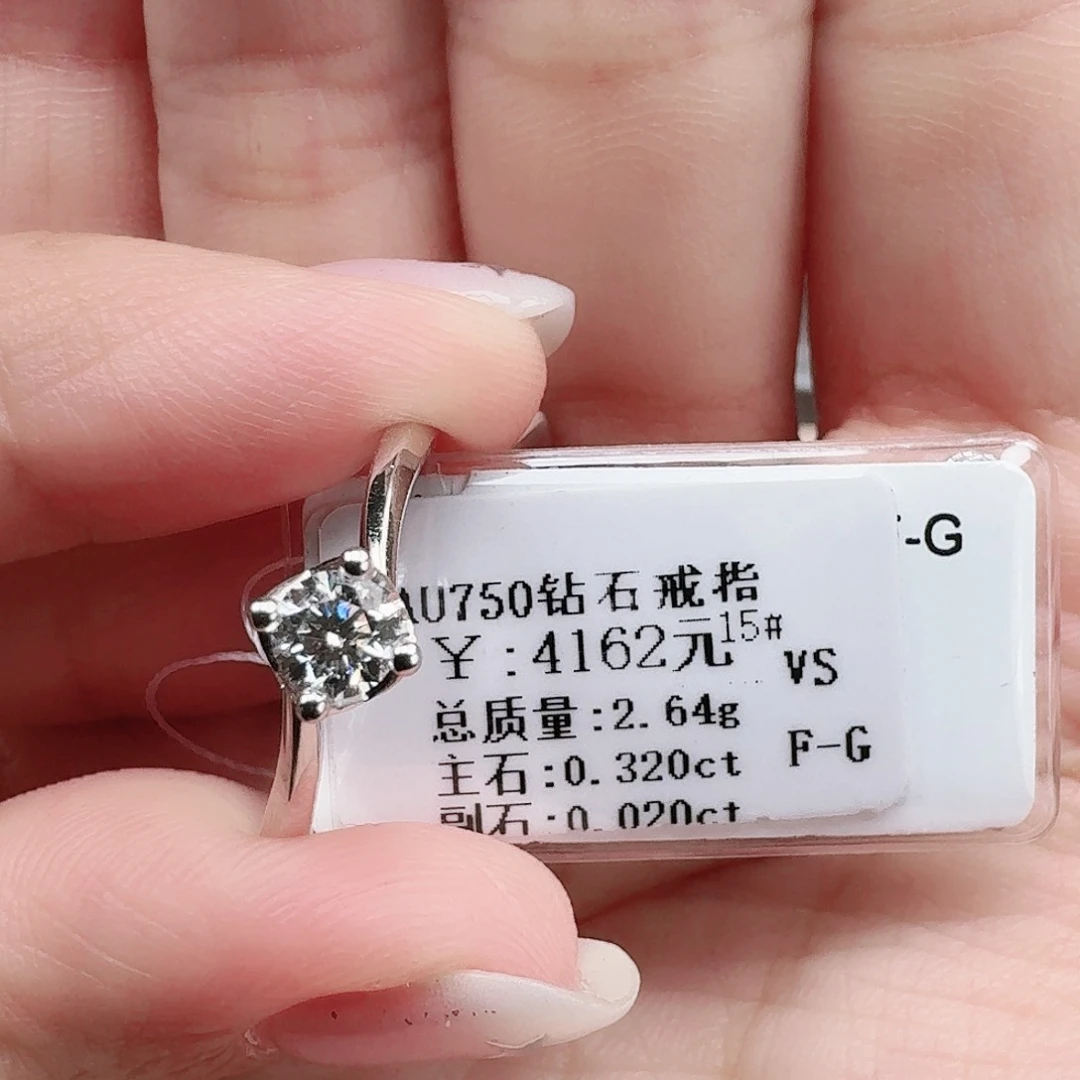 AU750钻石戒指
￥:4162元15#
VS
总质量:2.64g
F-G
主石:0.320ct
副石:0.020ct
-G